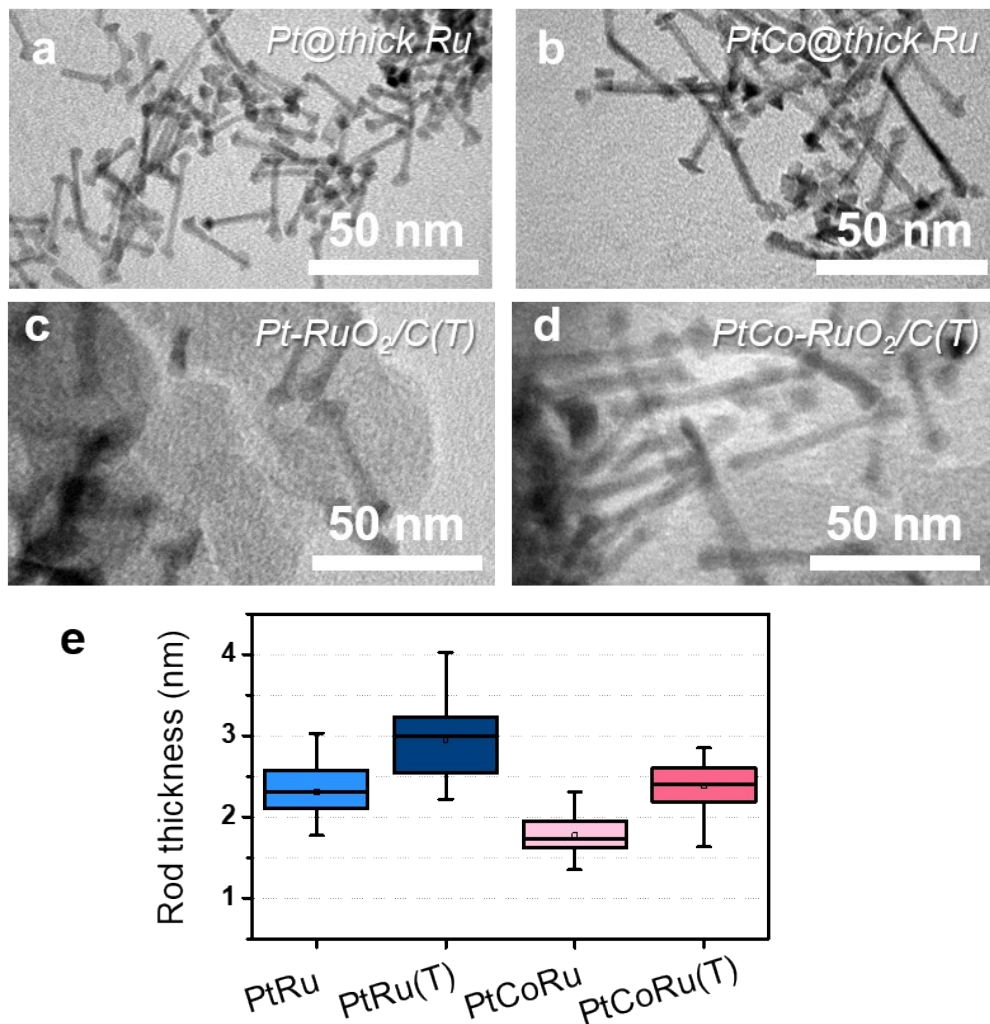 a
Pt@thick Ru
50 nm
b
PtCo@thick Ru
50 nm
c
Pt-RuO₂/C(T)
50 nm
d
PtCo-RuO₂/C(T)
50 nm
e
Rod thickness (nm)
4
3
2
1
PtRu
PtRu(T)
PtCoRu
PtCoRu(T)